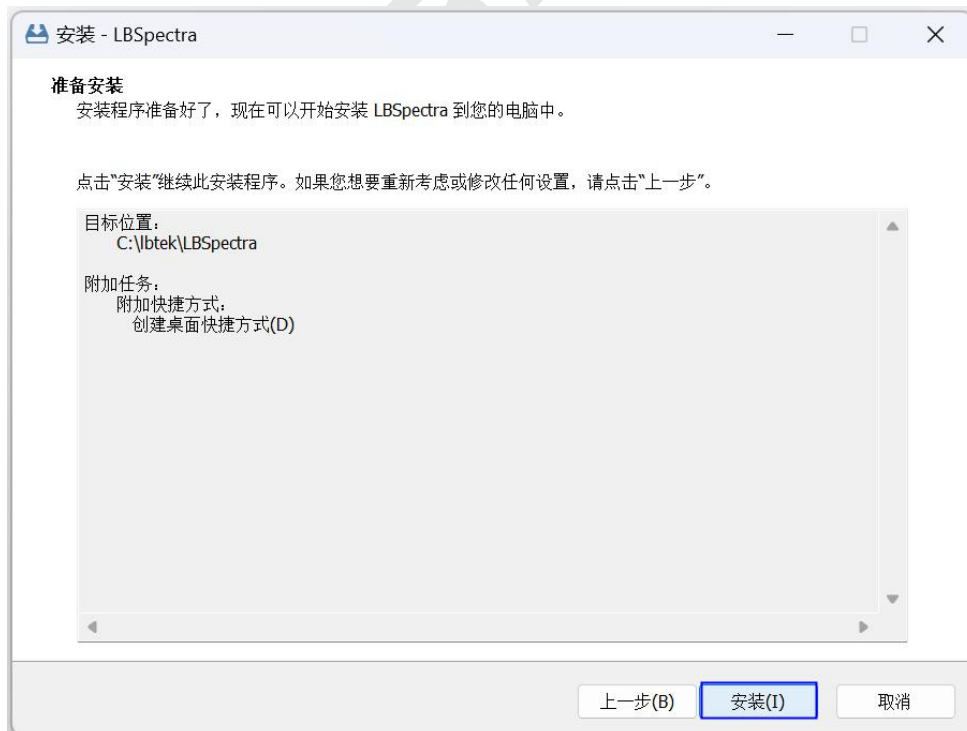 安装 - LBSpectra
准备安装
安装程序准备好了，现在可以开始安装 LBSpectra 到您的电脑中。
点击“安装”继续此安装程序。如果您想要重新考虑或修改任何设置，请点击“上一步”。
目标位置：
C:\lbtek\LBSpectra
附加任务：
附加快捷方式：
创建桌面快捷方式(D)
上一步(B)
安装(I)
取消